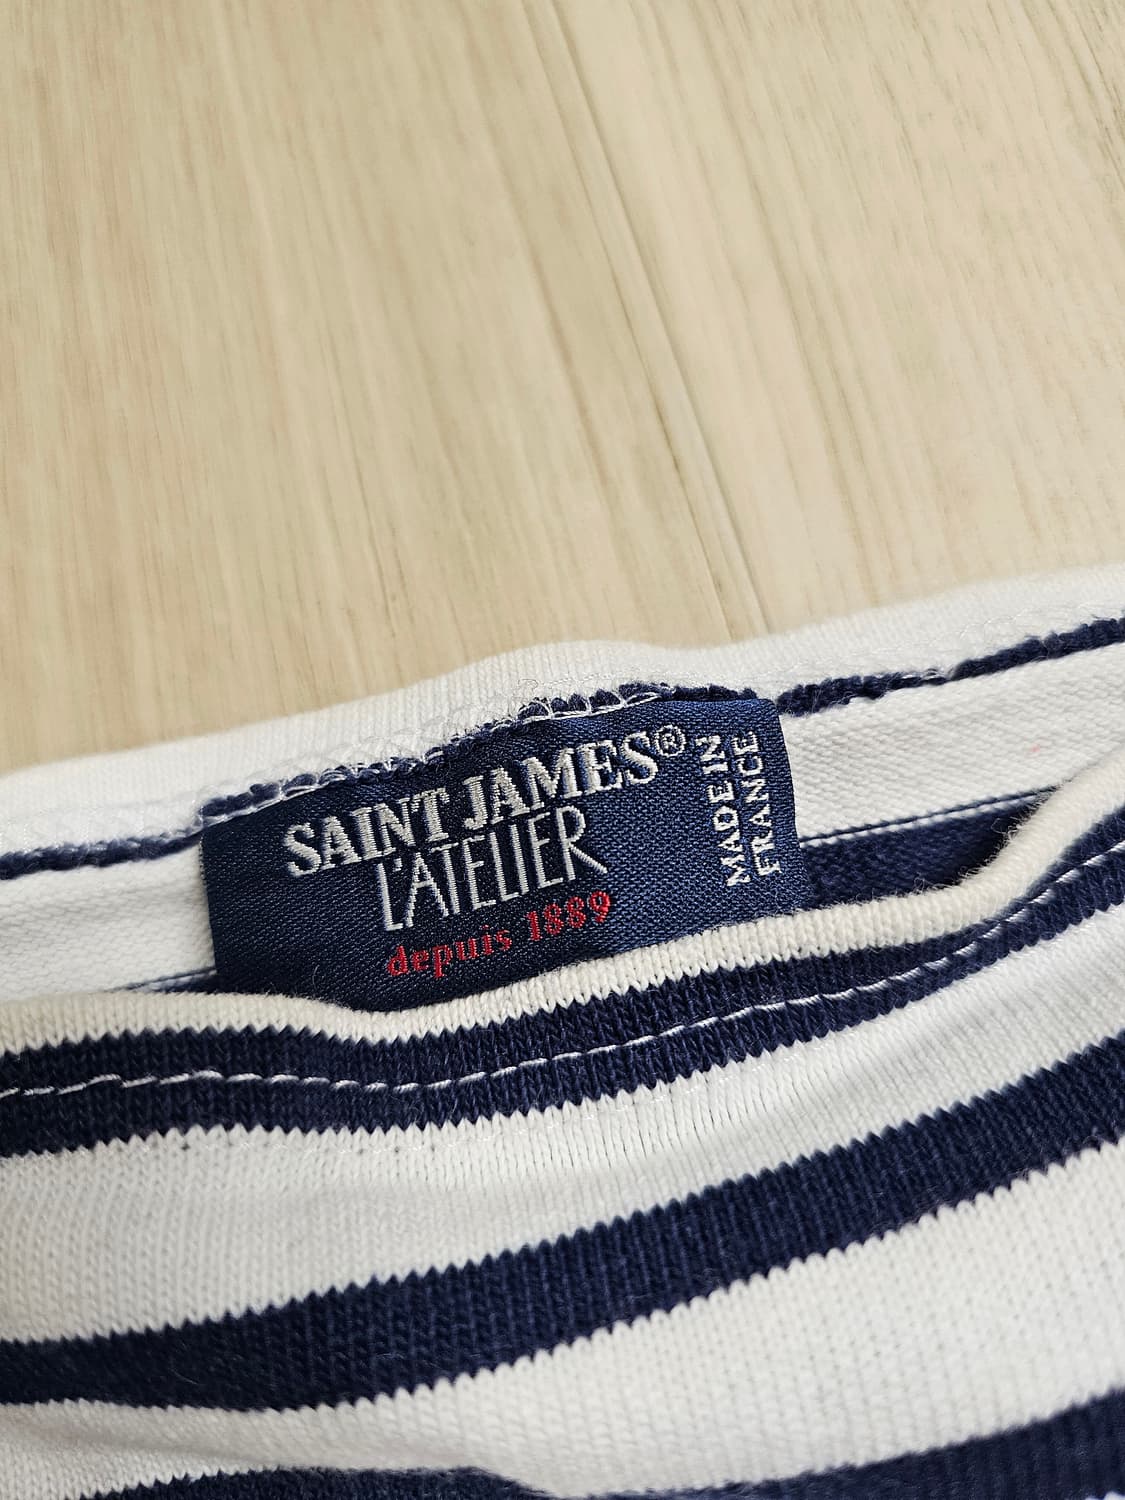 SAINT JAMES®
L'ATELIER
depuis 1889
MADE IN
FRANCE